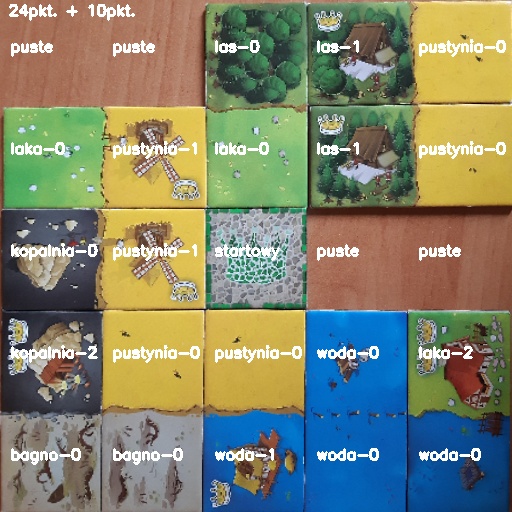 24pkt. + 10pkt.
puste puste las-0 las-1 pustynia-0
laka-0 pustynia-1 laka-0 las-1 pustynia-0
kopalnia-0 pustynia-1 startowy puste puste
kopalnia-2 pustynia-0 pustynia-0 woda-0 laka-2
bagno-0 bagno-0 woda-1 woda-0 woda-0